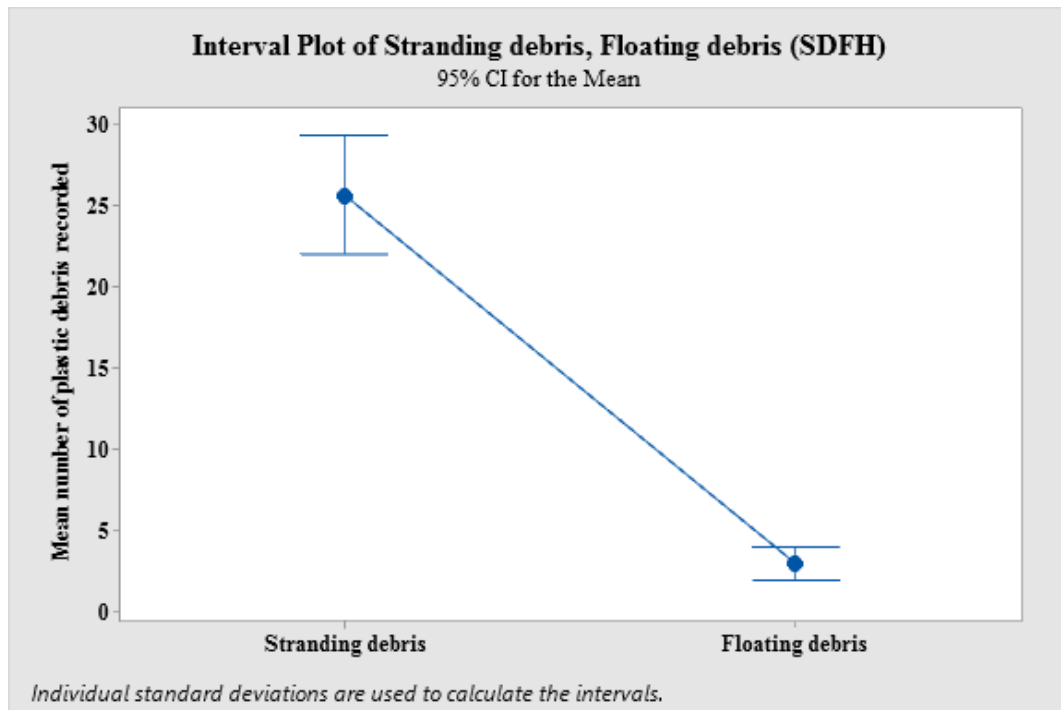 Interval Plot of Stranding debris, Floating debris (SDFH)
95% CI for the Mean
Mean number of plastic debris recorded
30
25
20
15
10
5
0
Stranding debris
Floating debris
Individual standard deviations are used to calculate the intervals.